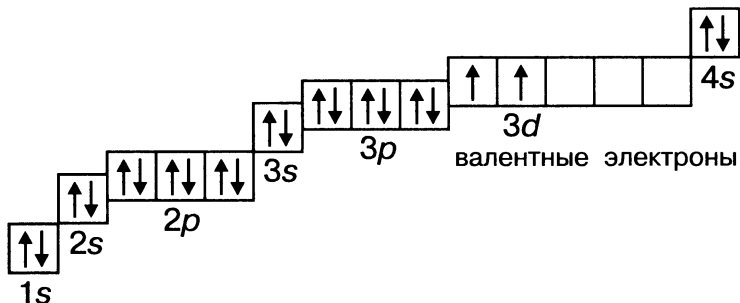 4s
3d
валентные электроны
3p
3s
2p
2s
1s